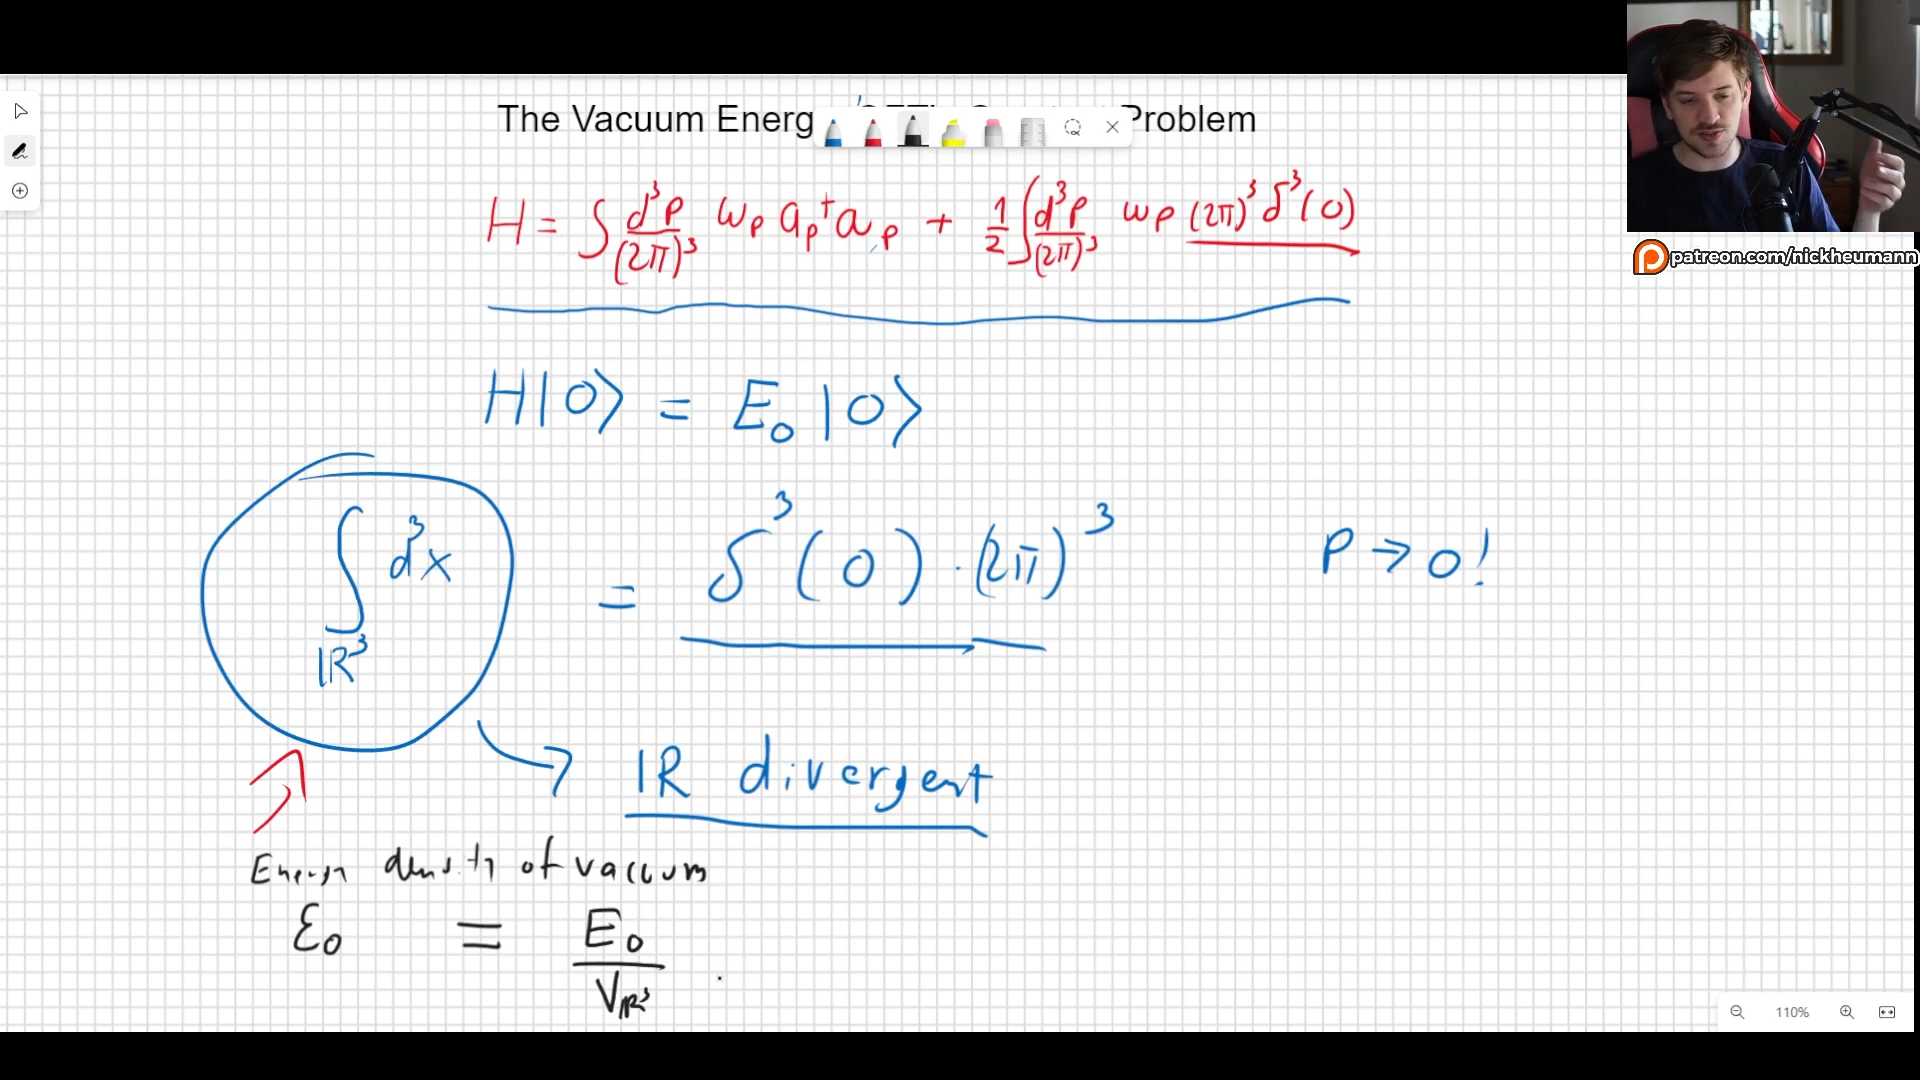 The Vacuum Energ Problem
patreon.com/nickheumann
H = ∫ d³p/(2π)³ ωp ap† ap + 1/2 ∫ d³p/(2π)³ ωp (2π)³ δ³(0)
H|0⟩ = E₀|0⟩
∫ d³x = δ³(0) · (2π)³ p → 0!
ℝ³
IR divergent
Energy density of vacuum
ε₀ = E₀/Vℝ³
110%